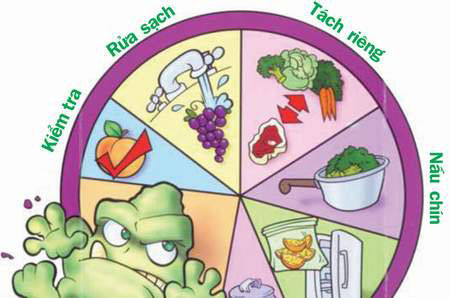 Kiểm tra
Rửa sạch
Tách riêng
Nấu chín